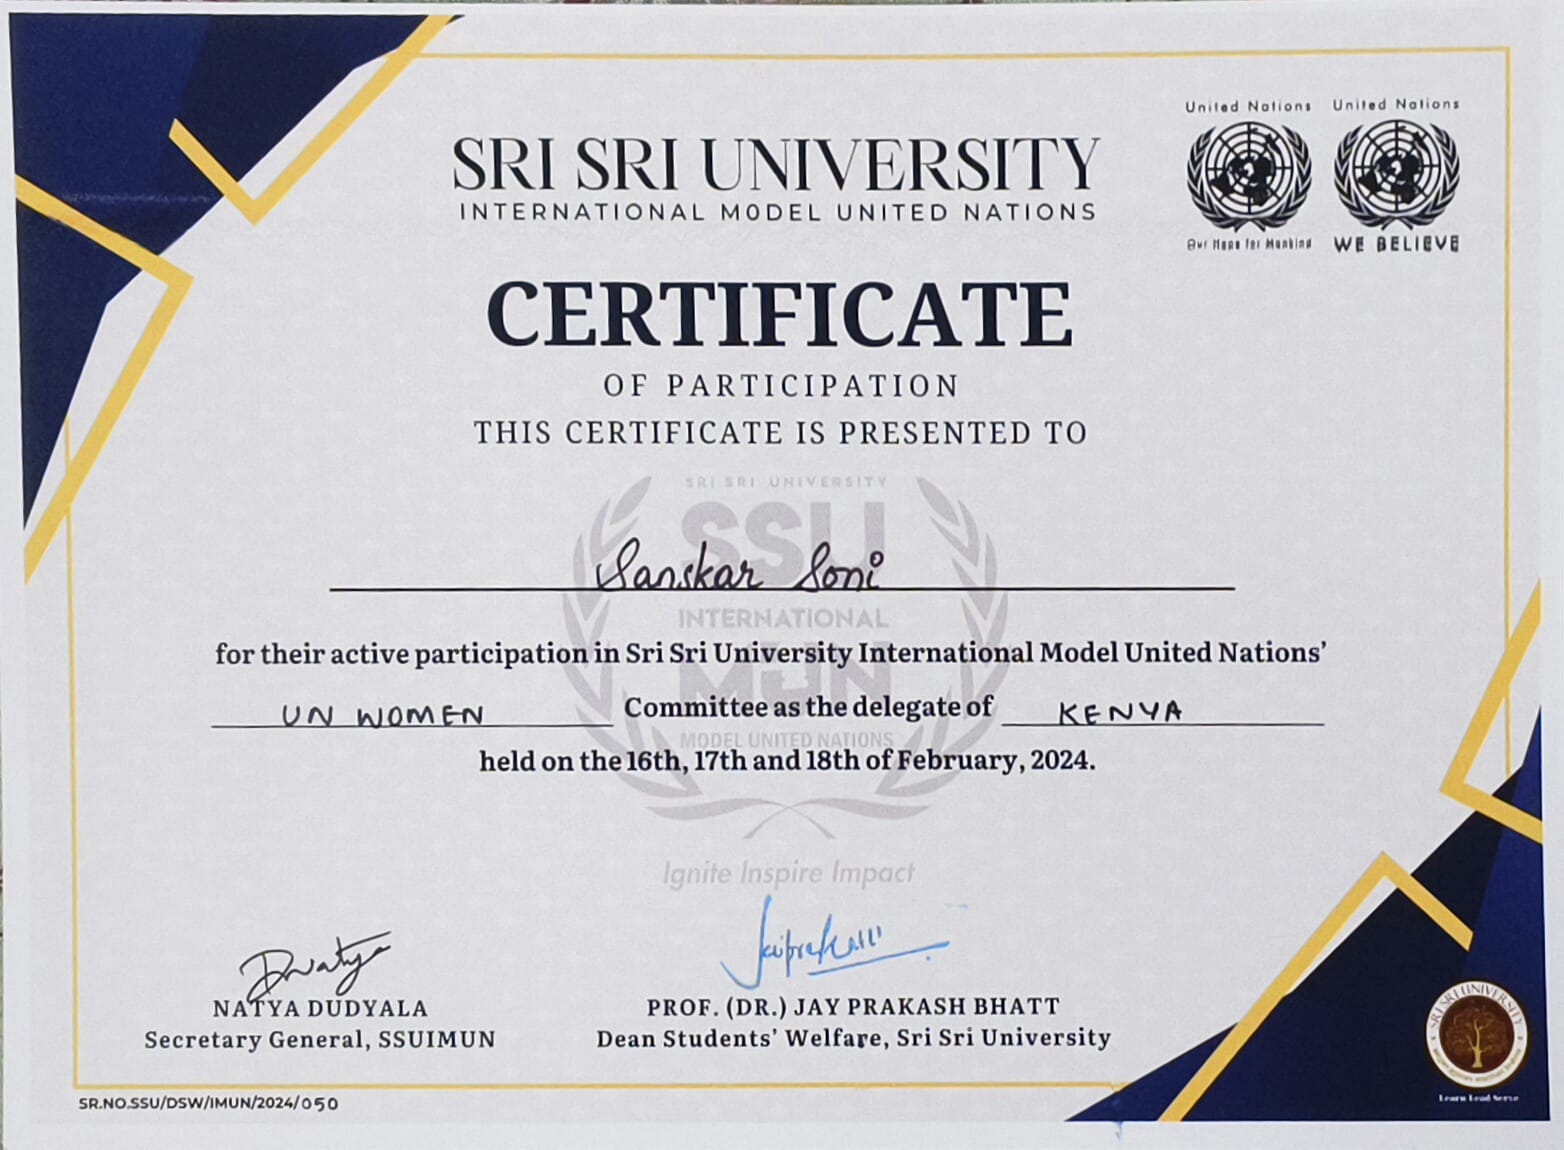 United Nations United Nations
Our Hope for Mankind WE BELIEVE
SRI SRI UNIVERSITY
INTERNATIONAL MODEL UNITED NATIONS
CERTIFICATE
OF PARTICIPATION
THIS CERTIFICATE IS PRESENTED TO
SRI SRI UNIVERSITY
SSU
Sanskar Soni
INTERNATIONAL
for their active participation in Sri Sri University International Model United Nations'
MUN
UN WOMEN Committee as the delegate of KENYA
MODEL UNITED NATIONS
held on the 16th, 17th and 18th of February, 2024.
Ignite Inspire Impact
Dnatya
Jaiprakash
NATYA DUDYALA
Secretary General, SSUIMUN
PROF. (DR.) JAY PRAKASH BHATT
Dean Students' Welfare, Sri Sri University
SRI SRI UNIVERSITY
Learn Lead Serve
SR.NO.SSU/DSW/IMUN/2024/050